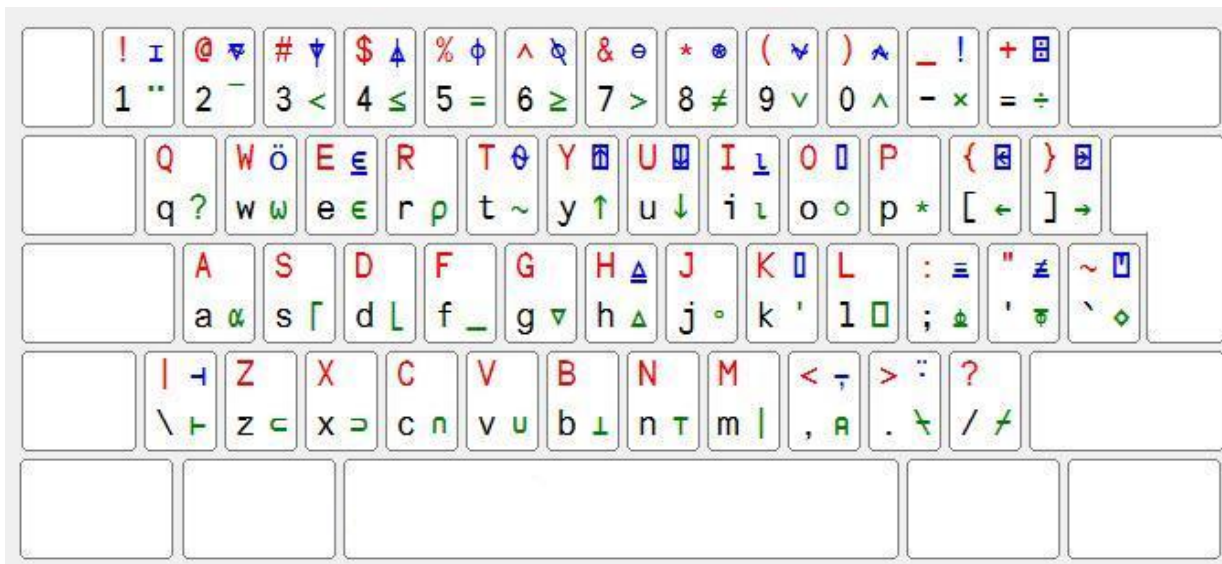 ! ⌶ @ ⍫ # ⍒ $ ⍋ % ⌽ ^ ⍉ & ⊖ * ⍟ ( ⍱ ) ⍲ _ ! + ⌹
1 ¨ 2 ¯ 3 < 4 ≤ 5 = 6 ≥ 7 > 8 ≠ 9 ∨ 0 ∧ - × = ÷
Q W Ö E ⍷ R T ⍉ Y ⍐ U ⍗ I ⍸ O ⌷ P { ⍇ } ⍈
q ? w ω e ∊ r ⍴ t ~ y ↑ u ↓ i ⍳ o ○ p * [ ← ] →
A S D F G H ⍙ J K ⌷ L : ≡ " ≢ ~ ⍞
a ⍺ s ⌈ d ⌊ f _ g ∇ h ∆ j ∘ k ' l ⎕ ; ⍎ ' ⍕ ` ⋄
| ⊣ Z X C V B N M < ⍪ > ⍤ ?
\ ⊢ z ⊂ x ⊃ c ∩ v ∪ b ⊥ n ⊤ m | , ⍝ . ⍀ / ⌿